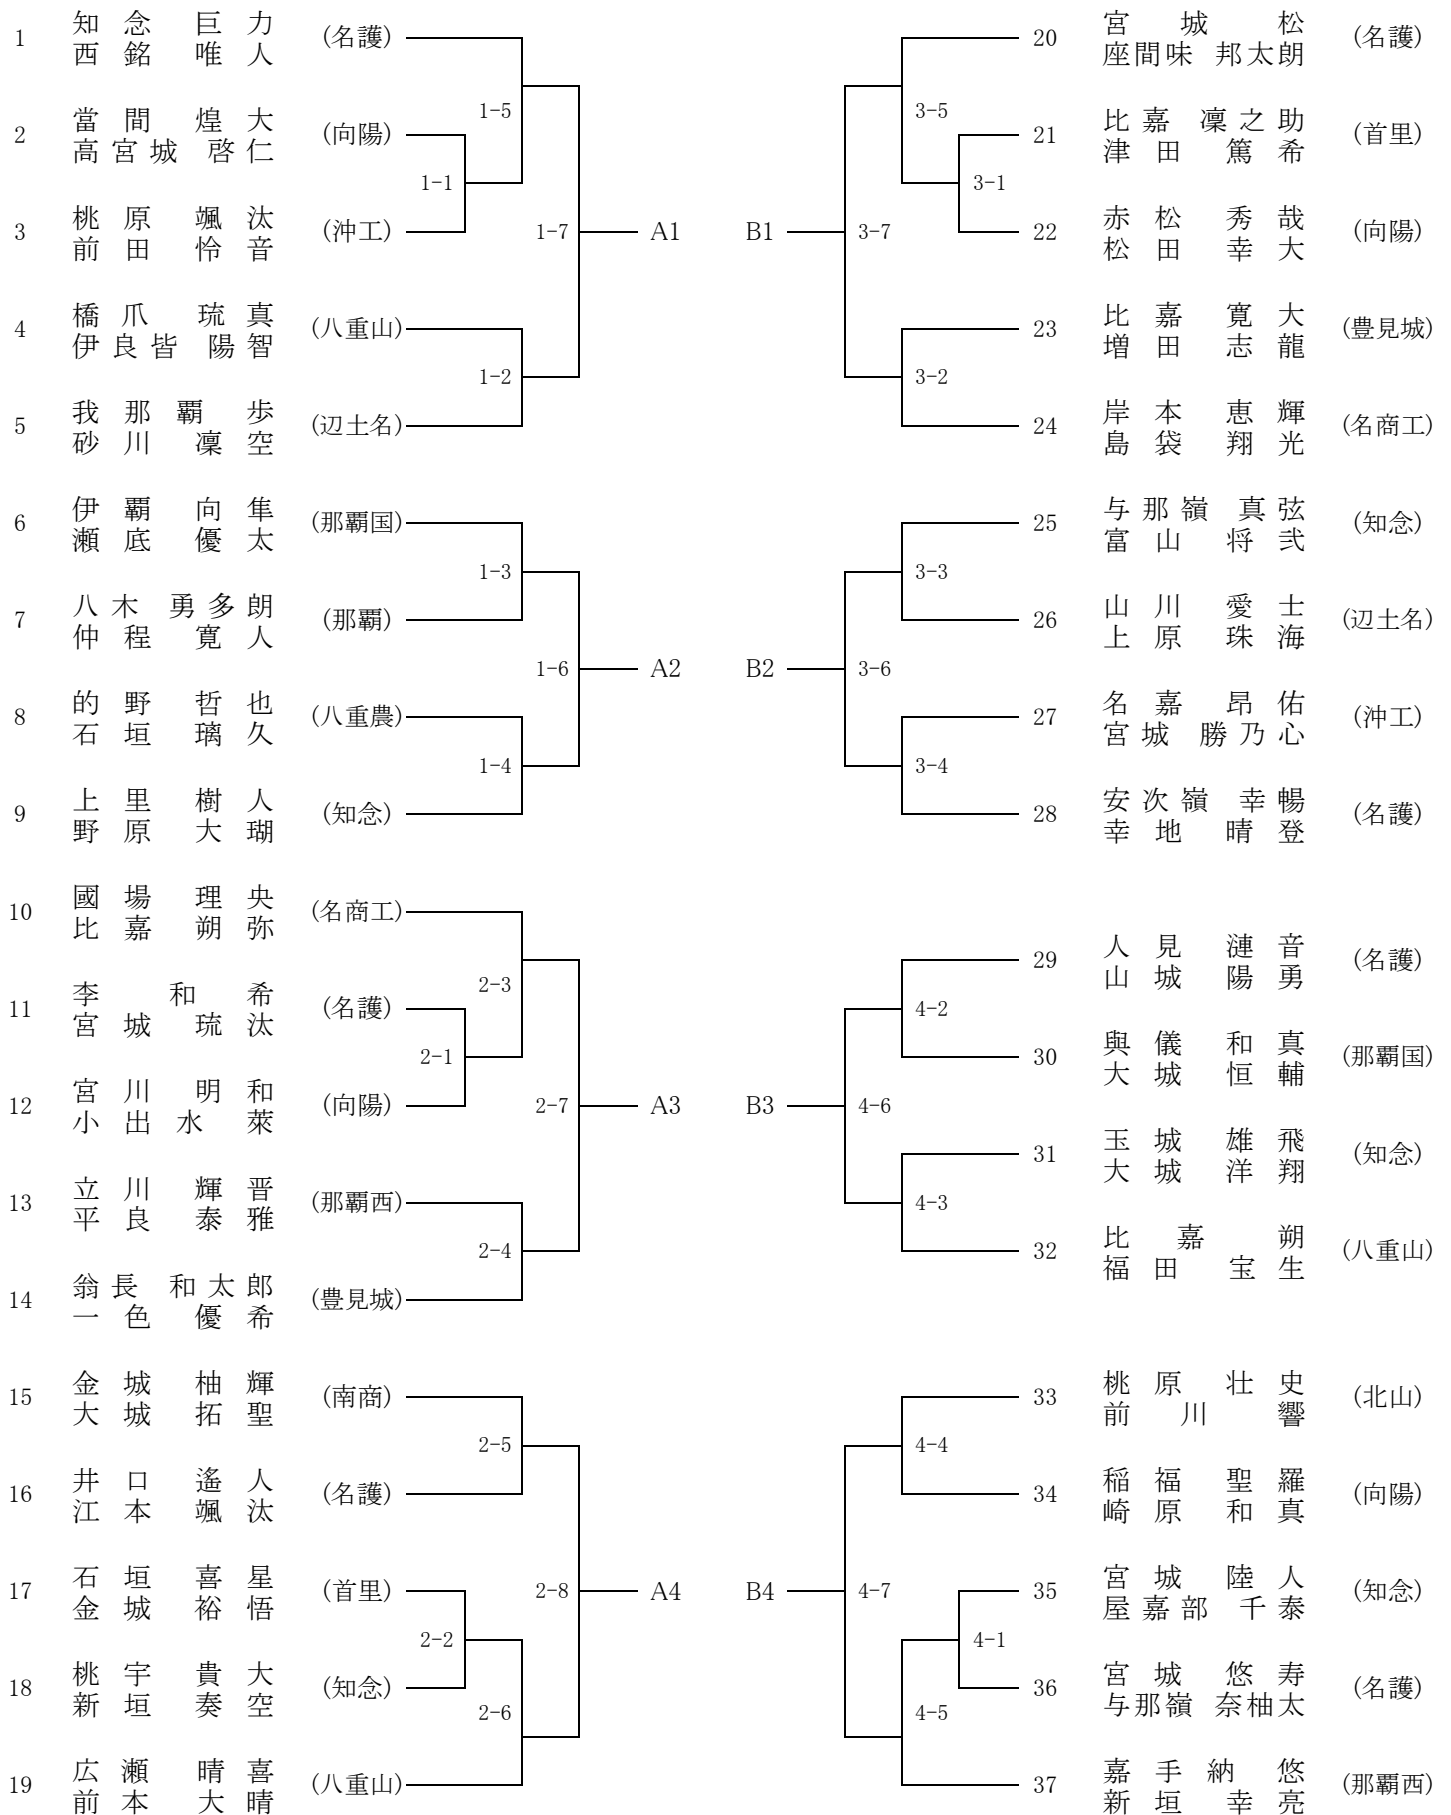 1 知念 巨力 (名護)
西銘 唯人
2 當間 煌大 (向陽)
高宮城 啓仁
1-1
1-5
3 桃原 颯汰 (沖工)
前田 怜音
1-7 A1
4 橋爪 琉真 (八重山)
伊良皆 陽智
1-2
5 我那覇 歩 (辺土名)
砂川 凜空
6 伊覇 向隼 (那覇国)
瀬底 優太
1-3
7 八木 勇多朗 (那覇)
仲程 寛人
1-6 A2
8 的野 哲也 (八重農)
石垣 璃久
1-4
9 上里 樹人 (知念)
野原 大瑚
10 國場 理央 (名商工)
比嘉 朔弥
2-3
11 李 和希 (名護)
宮城 琉汰
2-1
12 宮川 明和 (向陽)
小出水 萊
2-7 A3
13 立川 輝晋 (那覇西)
平良 泰雅
2-4
14 翁長 和太郎 (豊見城)
一色 優希
15 金城 柚輝 (南商)
大城 拓聖
2-5
16 井口 遙人 (名護)
江本 颯汰
17 石垣 喜星 (首里)
金城 裕悟
2-8 A4
2-2
18 桃宇 貴大 (知念)
新垣 奏空
2-6
19 広瀬 晴喜 (八重山)
前本 大晴
20 宮城 松 (名護)
座間味 邦太朗
3-5
21 比嘉 凜之助 (首里)
津田 篤希
3-1
B1 3-7
22 赤松 秀哉 (向陽)
松田 幸大
23 比嘉 寛大 (豊見城)
増田 志龍
3-2
24 岸本 恵輝 (名商工)
島袋 翔光
25 与那嶺 真弦 (知念)
富山 将弐
3-3
26 山川 愛士 (辺土名)
上原 珠海
B2 3-6
27 名嘉 昂佑 (沖工)
宮城 勝乃心
3-4
28 安次嶺 幸暢 (名護)
幸地 晴登
29 人見 漣音 (名護)
山城 陽勇
4-2
30 與儀 和真 (那覇国)
大城 恒輔
B3 4-6
31 玉城 雄飛 (知念)
大城 洋翔
4-3
32 比嘉 朔 (八重山)
福田 宝生
33 桃原 壮史 (北山)
前川 響
4-4
34 稲福 聖羅 (向陽)
崎原 和真
B4 4-7
35 宮城 陸人 (知念)
屋嘉部 千泰
4-1
36 宮城 悠寿 (名護)
与那嶺 奈柚太
4-5
37 嘉手納 悠 (那覇西)
新垣 幸亮